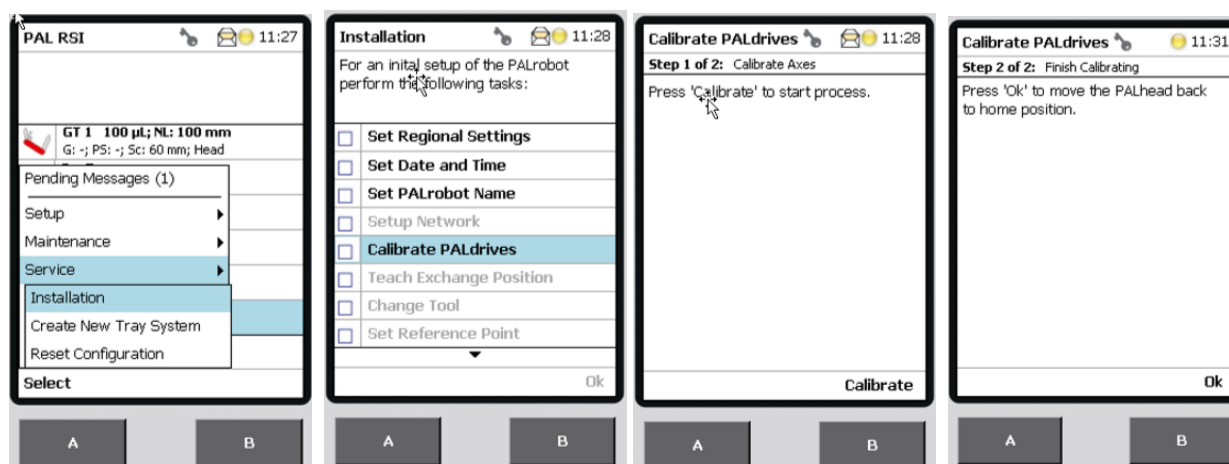 PAL RSI
11:27
GT 1 100 µL; NL: 100 mm
G: -; PS: -; Sc: 60 mm; Head
Pending Messages (1)
Setup
Maintenance
Service
Installation
Create New Tray System
Reset Configuration
Select
A
B
Installation
11:28
For an inital setup of the PALrobot
perform the following tasks:
Set Regional Settings
Set Date and Time
Set PALrobot Name
Setup Network
Calibrate PALdrives
Teach Exchange Position
Change Tool
Set Reference Point
Ok
A
B
Calibrate PALdrives
11:28
Step 1 of 2: Calibrate Axes
Press 'Calibrate' to start process.
Calibrate
A
B
Calibrate PALdrives
11:31
Step 2 of 2: Finish Calibrating
Press 'Ok' to move the PALhead back
to home position.
Ok
A
B